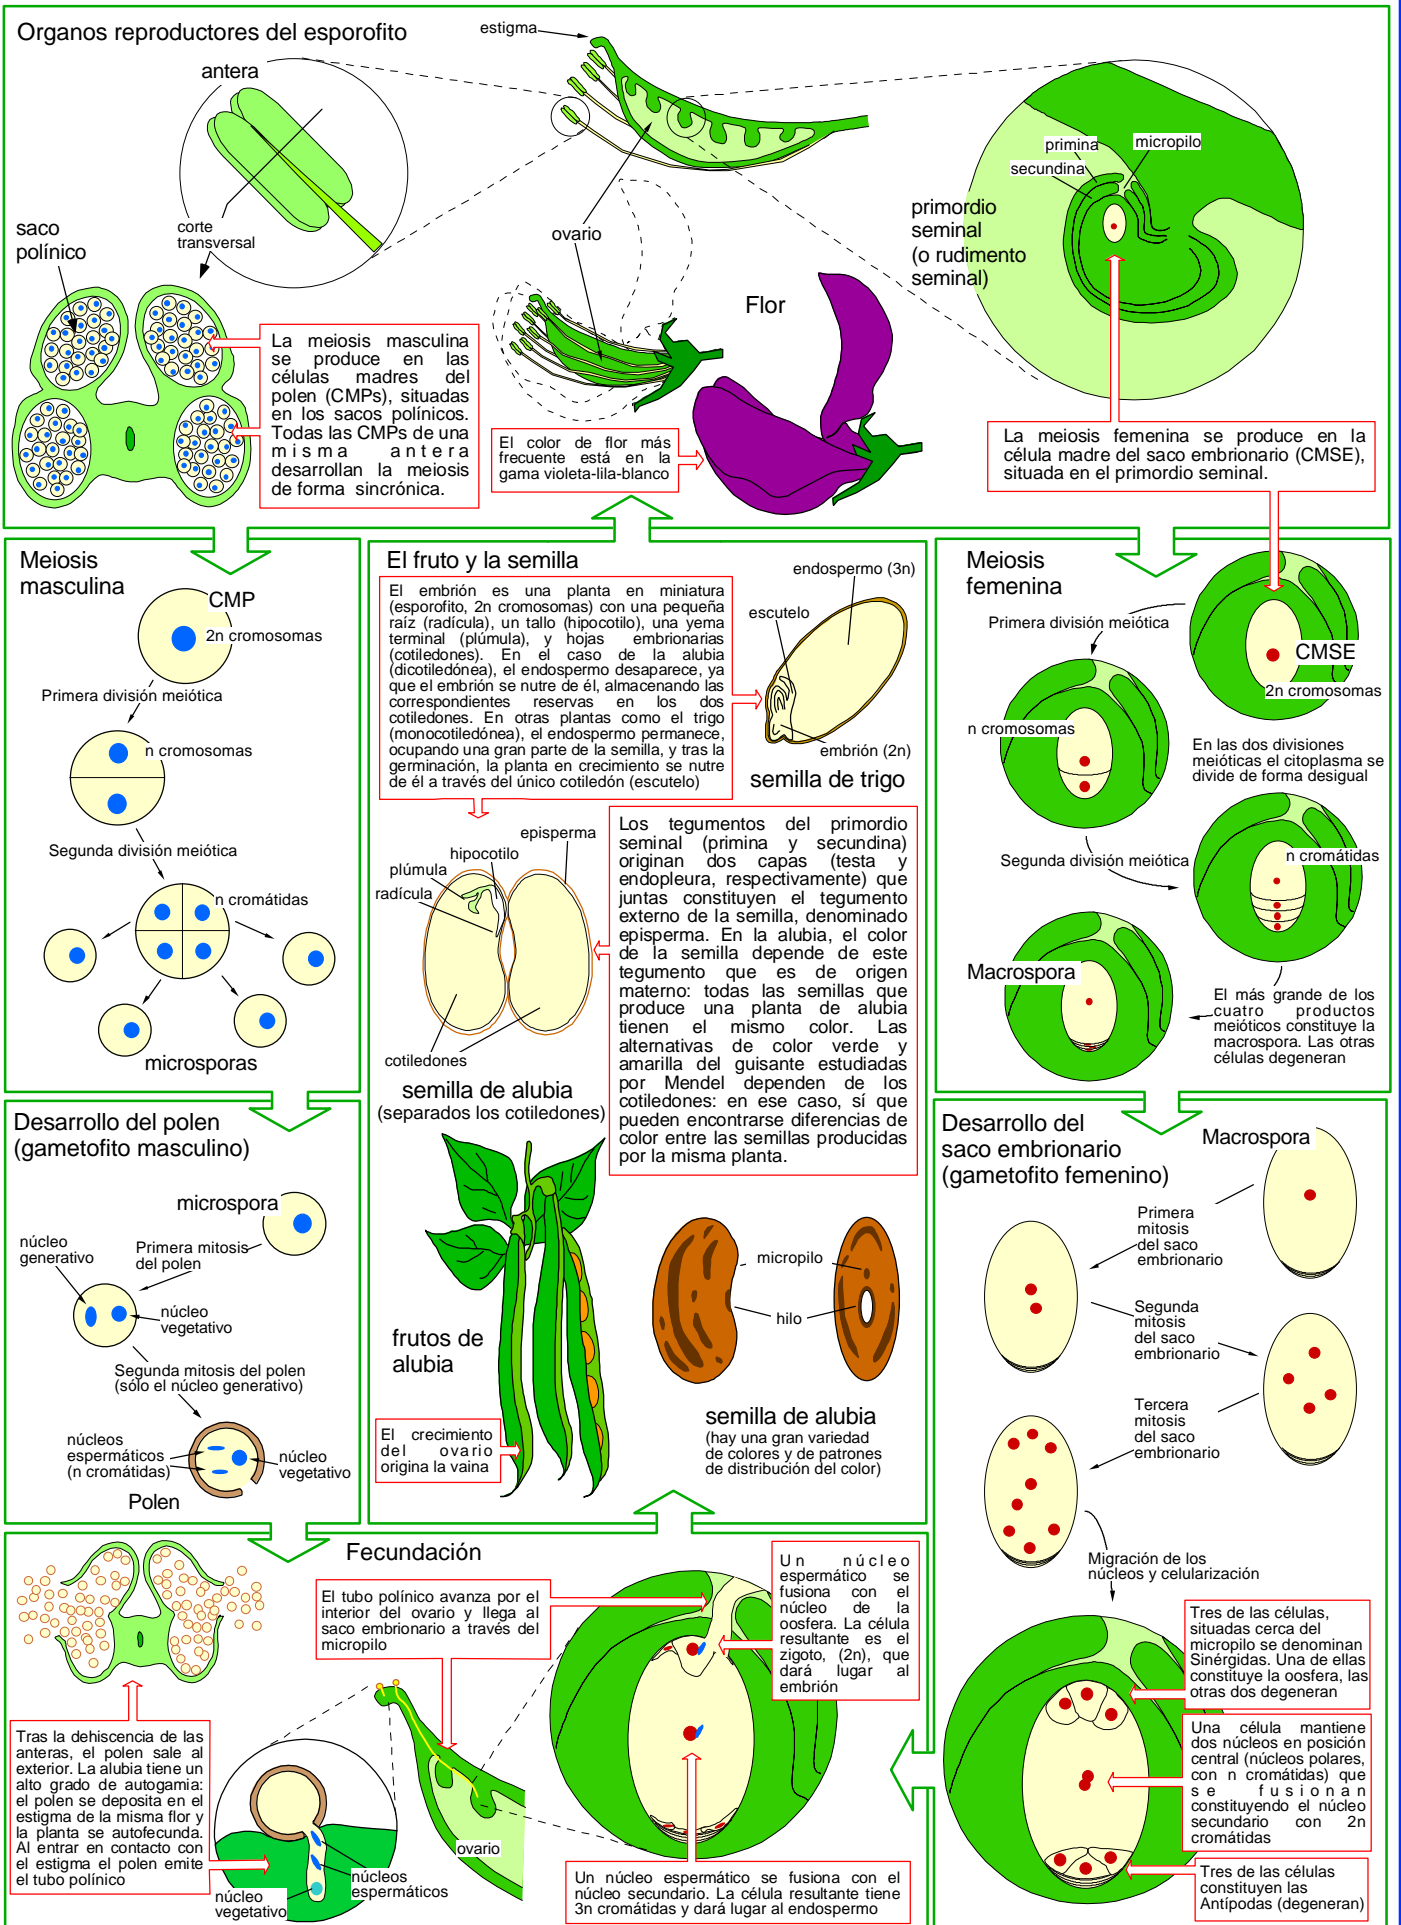 Organos reproductores del esporofito
estigma
antera
corte
transversal
saco
polínico
La meiosis masculina
se produce en las
células madres del
polen (CMPs), situadas
en los sacos polínicos.
Todas las CMPs de una
misma antera
desarrollan la meiosis
de forma sincrónica.
ovario
Flor
El color de flor más
frecuente está en la
gama violeta-lila-blanco
primina
micropilo
secundina
primordio
seminal
(o rudimento
seminal)
La meiosis femenina se produce en la
célula madre del saco embrionario (CMSE),
situada en el primordio seminal.
Meiosis
masculina
CMP
2n cromosomas
Primera división meiótica
n cromosomas
Segunda división meiótica
n cromátidas
microsporas
El fruto y la semilla
El embrión es una planta en miniatura
(esporofito, 2n cromosomas) con una pequeña
raíz (radícula), un tallo (hipocotilo), una yema
terminal (plúmula), y hojas embrionarias
(cotiledones). En el caso de la alubia
(dicotiledónea), el endospermo desaparece, ya
que el embrión se nutre de él, almacenando las
correspondientes reservas en los dos
cotiledones. En otras plantas como el trigo
(monocotiledónea), el endospermo permanece,
ocupando una gran parte de la semilla, y tras la
germinación, la planta en crecimiento se nutre
de él a través del único cotiledón (escutelo)
endospermo (3n)
escutelo
embrión (2n)
semilla de trigo
episperma
hipocotilo
plúmula
radícula
cotiledones
semilla de alubia
(separados los cotiledones)
Los tegumentos del primordio
seminal (primina y secundina)
originan dos capas (testa y
endopleura, respectivamente) que
juntas constituyen el tegumento
externo de la semilla, denominado
episperma. En la alubia, el color
de la semilla depende de este
tegumento que es de origen
materno: todas las semillas que
produce una planta de alubia
tienen el mismo color. Las
alternativas de color verde y
amarilla del guisante estudiadas
por Mendel dependen de los
cotiledones: en ese caso, sí que
pueden encontrarse diferencias de
color entre las semillas producidas
por la misma planta.
frutos de
alubia
El crecimiento
del ovario
origina la vaina
micropilo
hilo
semilla de alubia
(hay una gran variedad
de colores y de patrones
de distribución del color)
Meiosis
femenina
Primera división meiótica
CMSE
2n cromosomas
n cromosomas
En las dos divisiones
meióticas el citoplasma se
divide de forma desigual
Segunda división meiótica
n cromátidas
Macrospora
El más grande de los
cuatro productos
meióticos constituye la
macrospora. Las otras
células degeneran
Desarrollo del polen
(gametofito masculino)
microspora
núcleo
generativo
Primera mitosis
del polen
núcleo
vegetativo
Segunda mitosis del polen
(sólo el núcleo generativo)
núcleos
espermáticos
(n cromátidas)
núcleo
vegetativo
Polen
Desarrollo del
saco embrionario
(gametofito femenino)
Macrospora
Primera
mitosis
del saco
embrionario
Segunda
mitosis
del saco
embrionario
Tercera
mitosis
del saco
embrionario
Migración de los
núcleos y celularización
Tres de las células,
situadas cerca del
micropilo se denominan
Sinérgidas. Una de ellas
constituye la oosfera, las
otras dos degeneran
Una célula mantiene
dos núcleos en posición
central (núcleos polares,
con n cromátidas) que
se fusionan
constituyendo el núcleo
secundario con 2n
cromátidas
Tres de las células
constituyen las
Antípodas (degeneran)
Fecundación
El tubo polínico avanza por el
interior del ovario y llega al
saco embrionario a través del
micropilo
Un núcleo
espermático se
fusiona con el
núcleo de la
oosfera. La célula
resultante es el
zigoto, (2n), que
dará lugar al
embrión
Tras la dehiscencia de las
anteras, el polen sale al
exterior. La alubia tiene un
alto grado de autogamia:
el polen se deposita en el
estigma de la misma flor y
la planta se autofecunda.
Al entrar en contacto con
el estigma el polen emite
el tubo polínico
núcleo
vegetativo
núcleos
espermáticos
ovario
Un núcleo espermático se fusiona con el
núcleo secundario. La célula resultante tiene
3n cromátidas y dará lugar al endospermo